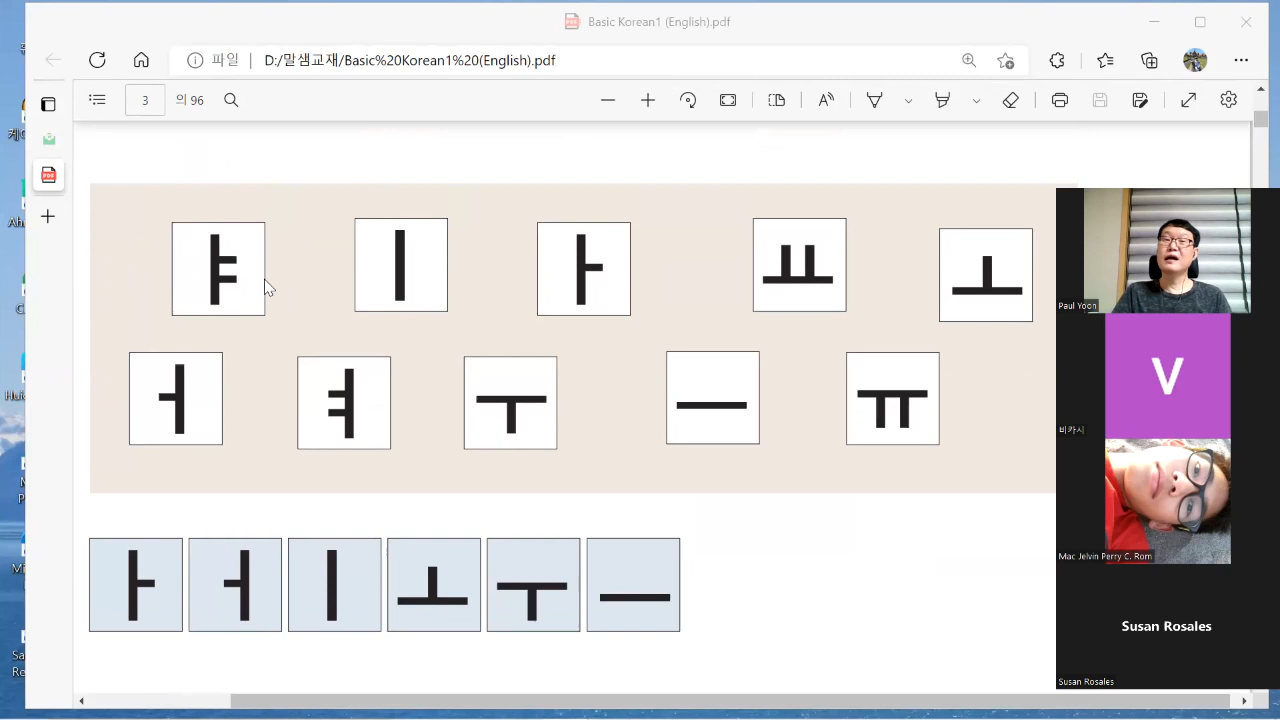 Basic Korean1 (English).pdf
파일 | D:/말샘교재/Basic%20Korean1%20(English).pdf
3 의 96
ㅑ ㅣ ㅏ ㅛ ㅗ
ㅓ ㅕ ㅜ ㅡ ㅠ
ㅏ ㅓ ㅣ ㅗ ㅜ ㅡ
Paul Yoon
V
비카시
Mac Jelvin Perry C. Rom
Susan Rosales
Susan Rosales
PDF